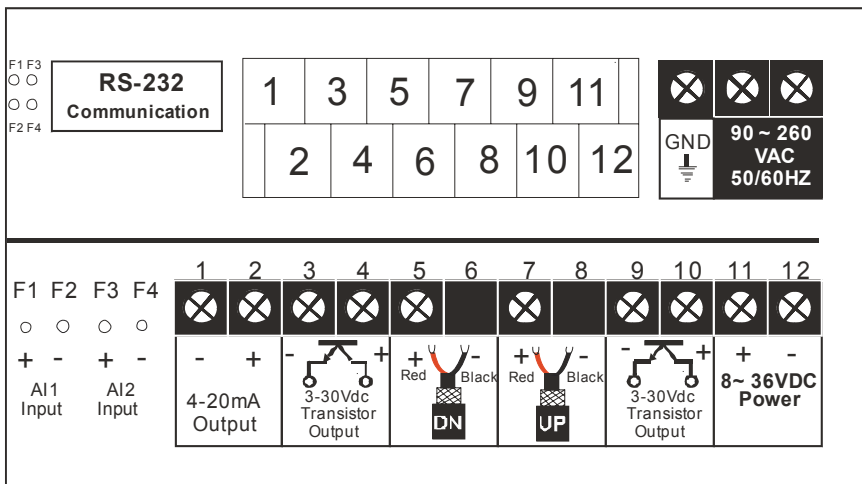 F1 F3
F2 F4
RS-232
Communication
1 3 5 7 9 11
2 4 6 8 10 12
GND
90 ~ 260
VAC
50/60HZ
1 2 3 4 5 6 7 8 9 10 11 12
F1 F2 F3 F4
+ - + -
AI1
Input
AI2
Input
- +
4-20mA
Output
- +
3-30Vdc
Transistor
Output
+ -
Red Black
DN
+ -
Red Black
UP
- +
3-30Vdc
Transistor
Output
+ -
8~ 36VDC
Power